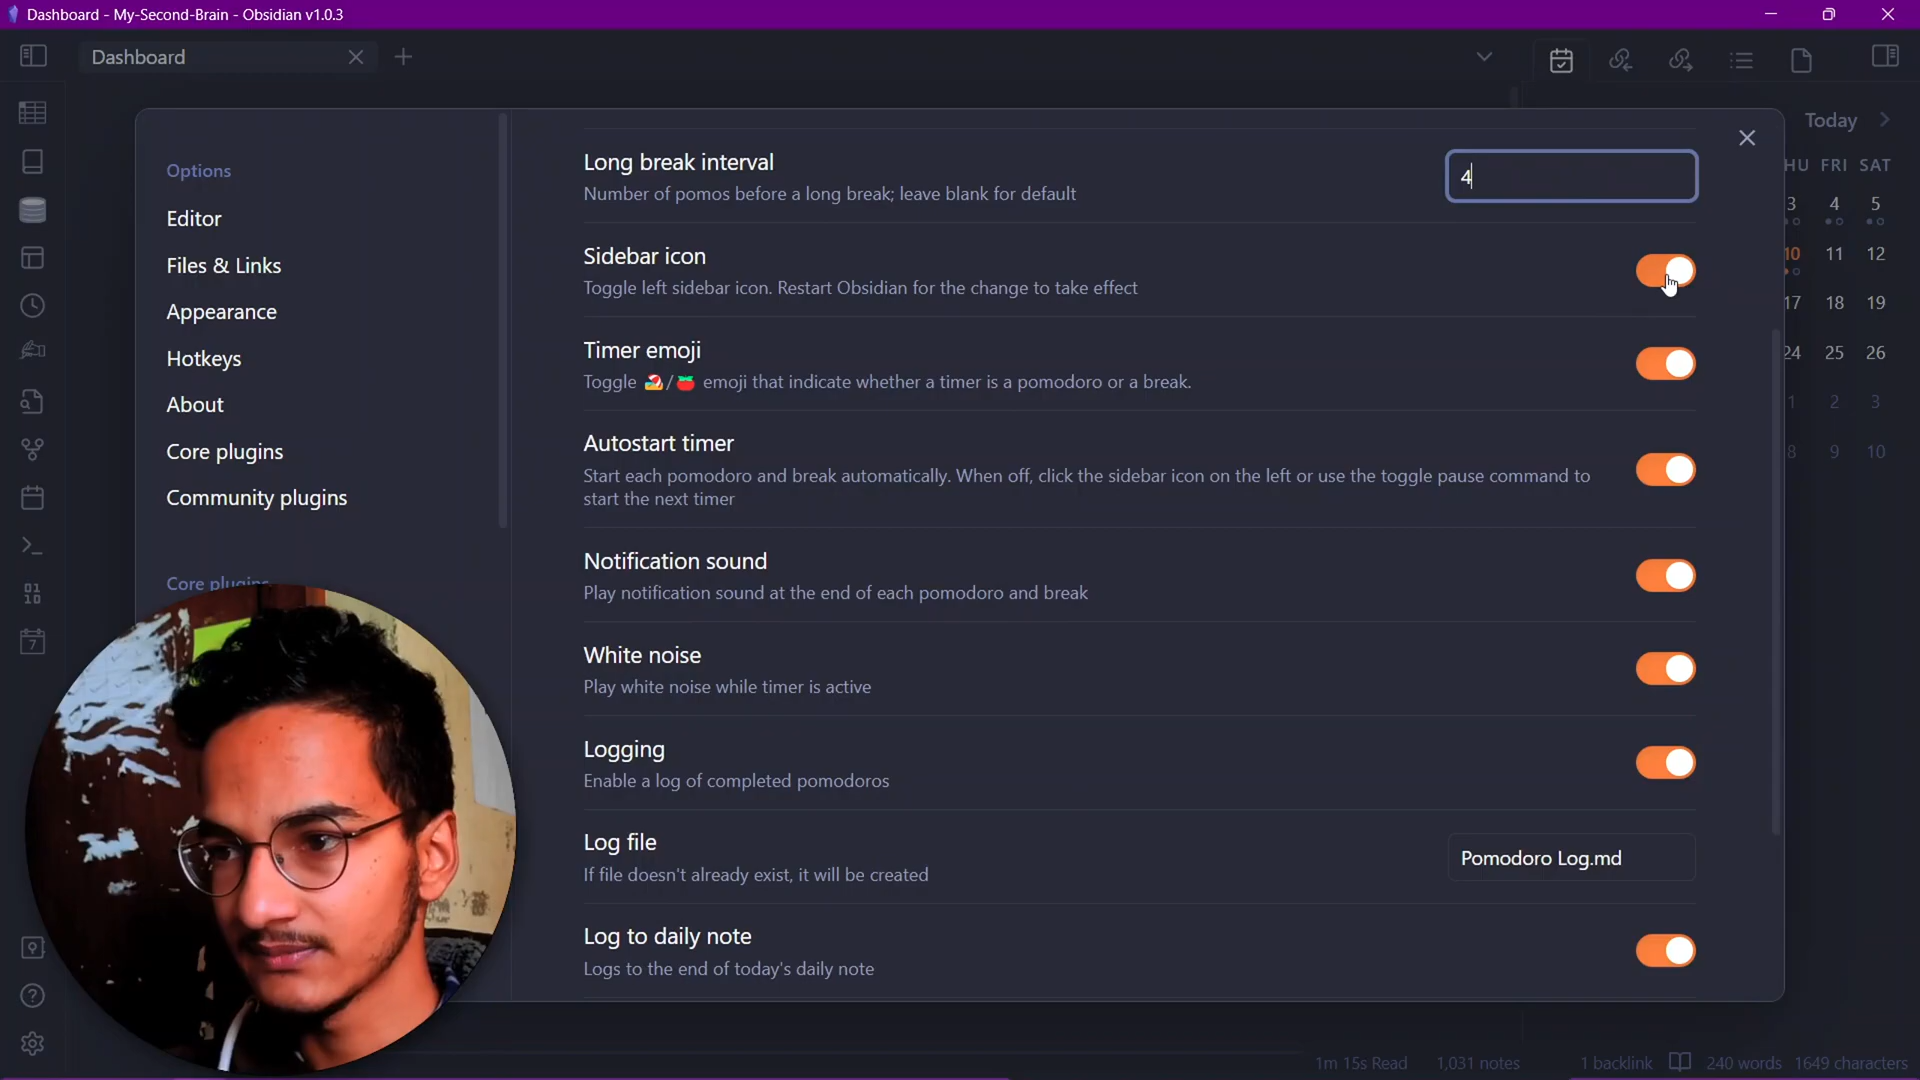 Dashboard - My-Second-Brain - Obsidian v1.0.3
Dashboard
Options
Editor
Files & Links
Appearance
Hotkeys
About
Core plugins
Community plugins
Core plugins
Long break interval
Number of pomos before a long break; leave blank for default
4
Sidebar icon
Toggle left sidebar icon. Restart Obsidian for the change to take effect
Timer emoji
Toggle 🏖️/🍅 emoji that indicate whether a timer is a pomodoro or a break.
Autostart timer
Start each pomodoro and break automatically. When off, click the sidebar icon on the left or use the toggle pause command to
start the next timer
Notification sound
Play notification sound at the end of each pomodoro and break
White noise
Play white noise while timer is active
Logging
Enable a log of completed pomodoros
Log file
If file doesn't already exist, it will be created
Pomodoro Log.md
Log to daily note
Logs to the end of today's daily note
Today
HU FRI SAT
3 4 5
10 11 12
17 18 19
24 25 26
1 2 3
8 9 10
7
1m 15s Read 1,031 notes 1 backlink 240 words 1649 characters